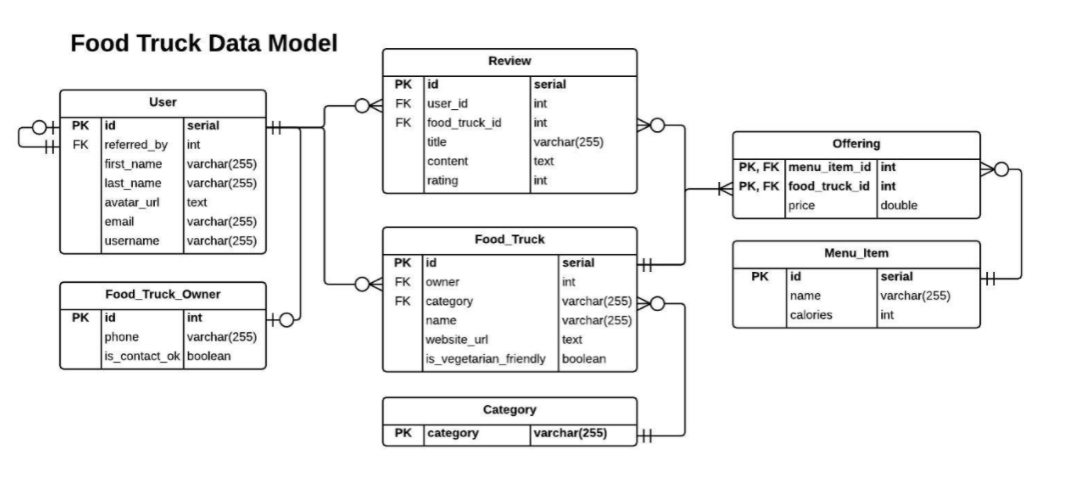 Food Truck Data Model
User
PK id serial
FK referred_by int
first_name varchar(255)
last_name varchar(255)
avatar_url text
email varchar(255)
username varchar(255)
Food_Truck_Owner
PK id int
phone varchar(255)
is_contact_ok boolean
Review
PK id serial
FK user_id int
FK food_truck_id int
title varchar(255)
content text
rating int
Food_Truck
PK id serial
FK owner int
FK category varchar(255)
name varchar(255)
website_url text
is_vegetarian_friendly boolean
Category
PK category varchar(255)
Offering
PK, FK menu_item_id int
PK, FK food_truck_id int
price double
Menu_Item
PK id serial
name varchar(255)
calories int